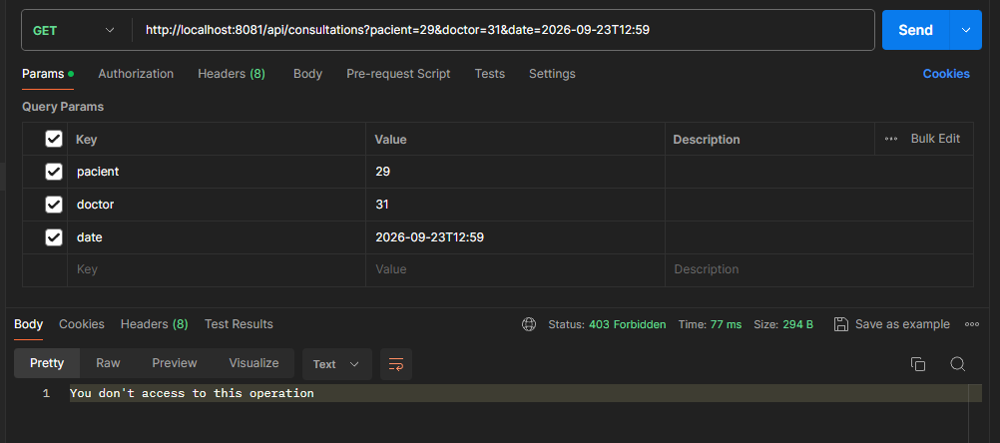 GET http://localhost:8081/api/consultations?pacient=29&doctor=31&date=2026-09-23T12:59 Send
Params Authorization Headers (8) Body Pre-request Script Tests Settings Cookies
Query Params
Key Value Description Bulk Edit
pacient 29
doctor 31
date 2026-09-23T12:59
Key Value Description
Body Cookies Headers (8) Test Results Status: 403 Forbidden Time: 77 ms Size: 294 B Save as example
Pretty Raw Preview Visualize Text
1 You don't access to this operation